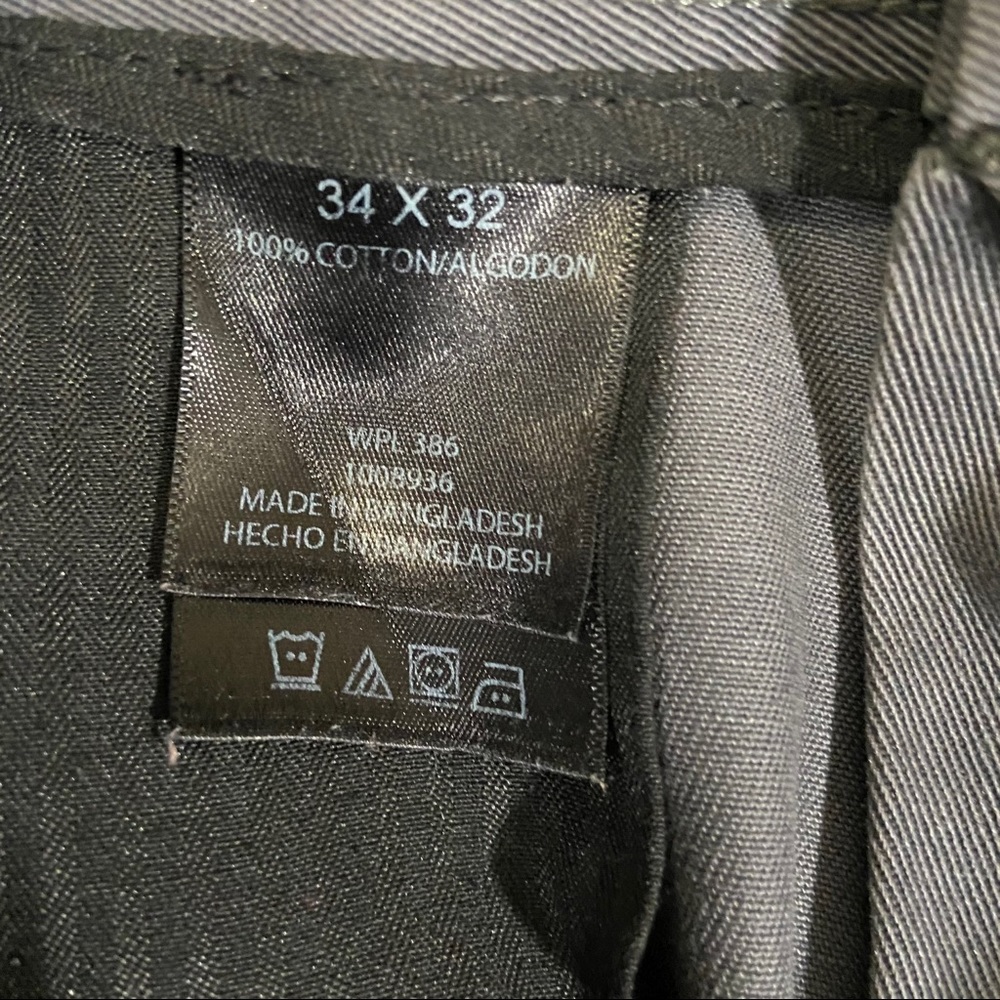 34 X 32
100% COTTON/ALGODON
WPL 386
1008936
MADE IN BANGLADESH
HECHO EN BANGLADESH